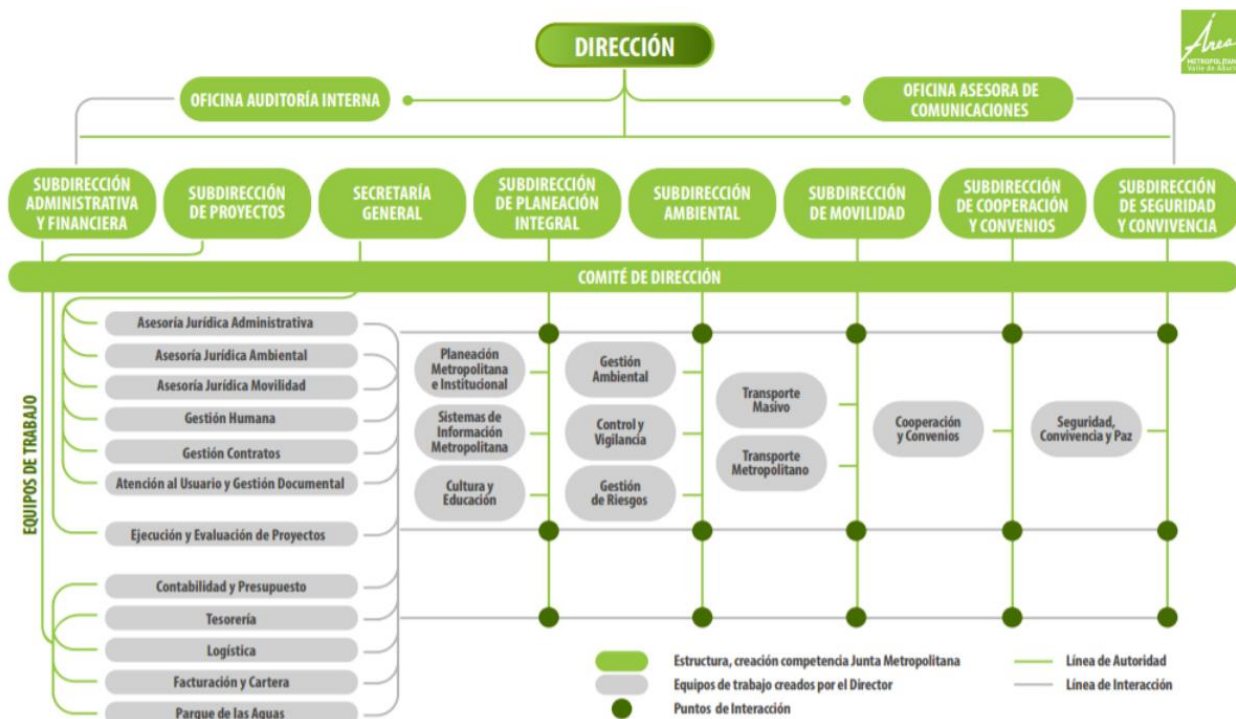 DIRECCIÓN
Área
METROPOLITANA
Valle de Aburrá
OFICINA AUDITORÍA INTERNA
OFICINA ASESORA DE
COMUNICACIONES
SUBDIRECCIÓN
ADMINISTRATIVA
Y FINANCIERA
SUBDIRECCIÓN
DE PROYECTOS
SECRETARÍA
GENERAL
SUBDIRECCIÓN
DE PLANEACIÓN
INTEGRAL
SUBDIRECCIÓN
AMBIENTAL
SUBDIRECCIÓN
DE MOVILIDAD
SUBDIRECCIÓN
DE COOPERACIÓN
Y CONVENIOS
SUBDIRECCIÓN
DE SEGURIDAD
Y CONVIVENCIA
COMITÉ DE DIRECCIÓN
EQUIPOS DE TRABAJO
Asesoría Jurídica Administrativa
Asesoría Jurídica Ambiental
Asesoría Jurídica Movilidad
Gestión Humana
Gestión Contratos
Atención al Usuario y Gestión Documental
Ejecución y Evaluación de Proyectos
Contabilidad y Presupuesto
Tesorería
Logística
Facturación y Cartera
Parque de las Aguas
Planeación
Metropolitana
e Institucional
Sistemas de
Información
Metropolitana
Cultura y
Educación
Gestión
Ambiental
Control y
Vigilancia
Gestión
de Riesgos
Transporte
Masivo
Transporte
Metropolitano
Cooperación
y Convenios
Seguridad,
Convivencia y Paz
Estructura, creación competencia Junta Metropolitana
Equipos de trabajo creados por el Director
Puntos de Interacción
Línea de Autoridad
Línea de Interacción